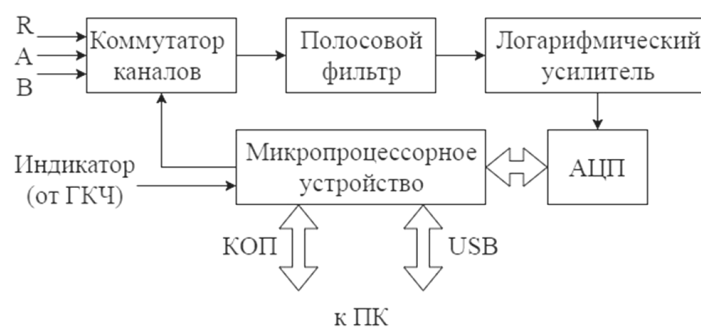 R
A
B
Коммутатор
каналов
Полосовой
фильтр
Логарифмический
усилитель
Индикатор
(от ГКЧ)
Микропроцессорное
устройство
АЦП
КОП
USB
к ПК